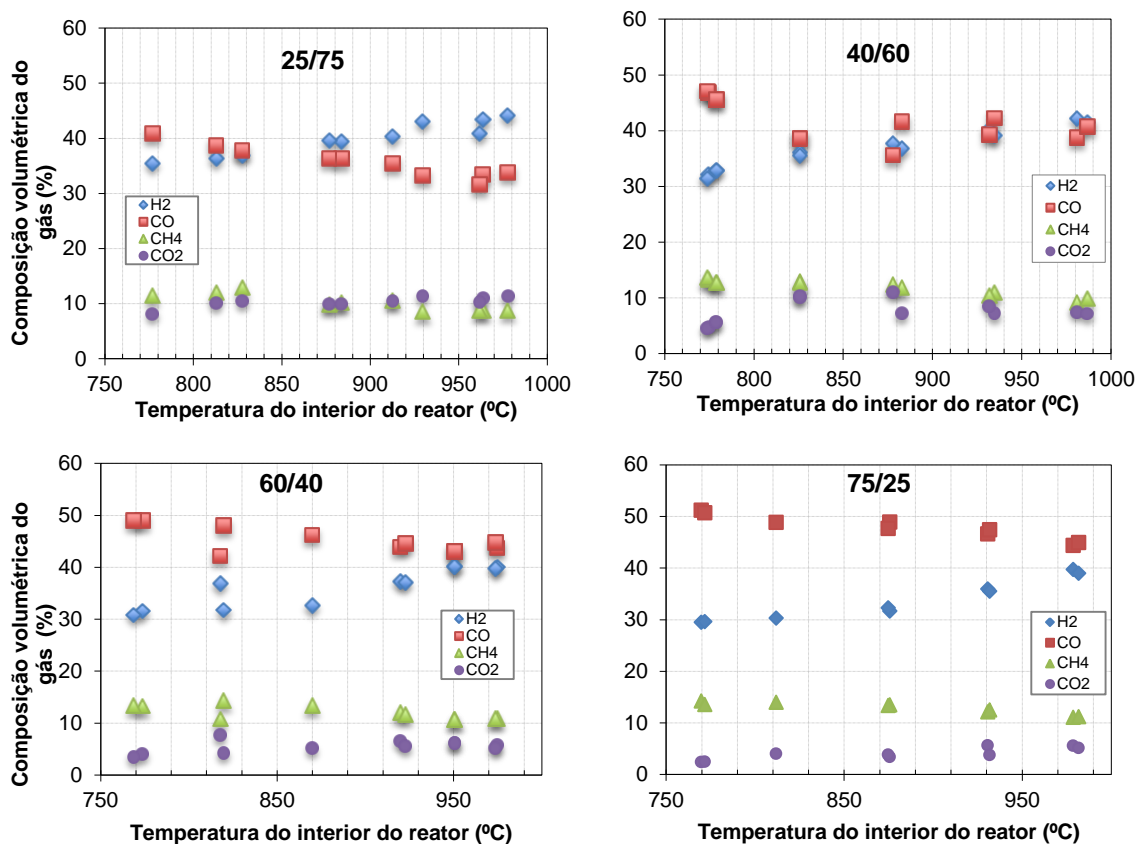 25/75
Composição volumétrica do
gás (%)
60
50
40
30
20
10
0
H2
CO
CH4
CO2
750
800
850
900
950
1000
Temperatura do interior do reator (ºC)
40/60
60
50
40
30
20
10
0
H2
CO
CH4
CO2
750
800
850
900
950
1000
Temperatura do interior do reator (ºC)
60/40
Composição volumétrica do
gás (%)
60
50
40
30
20
10
0
H2
CO
CH4
CO2
750
850
950
Temperatura do interior do reator (ºC)
75/25
60
50
40
30
20
10
0
H2
CO
CH4
CO2
750
850
950
Temperatura do interior do reator (ºC)